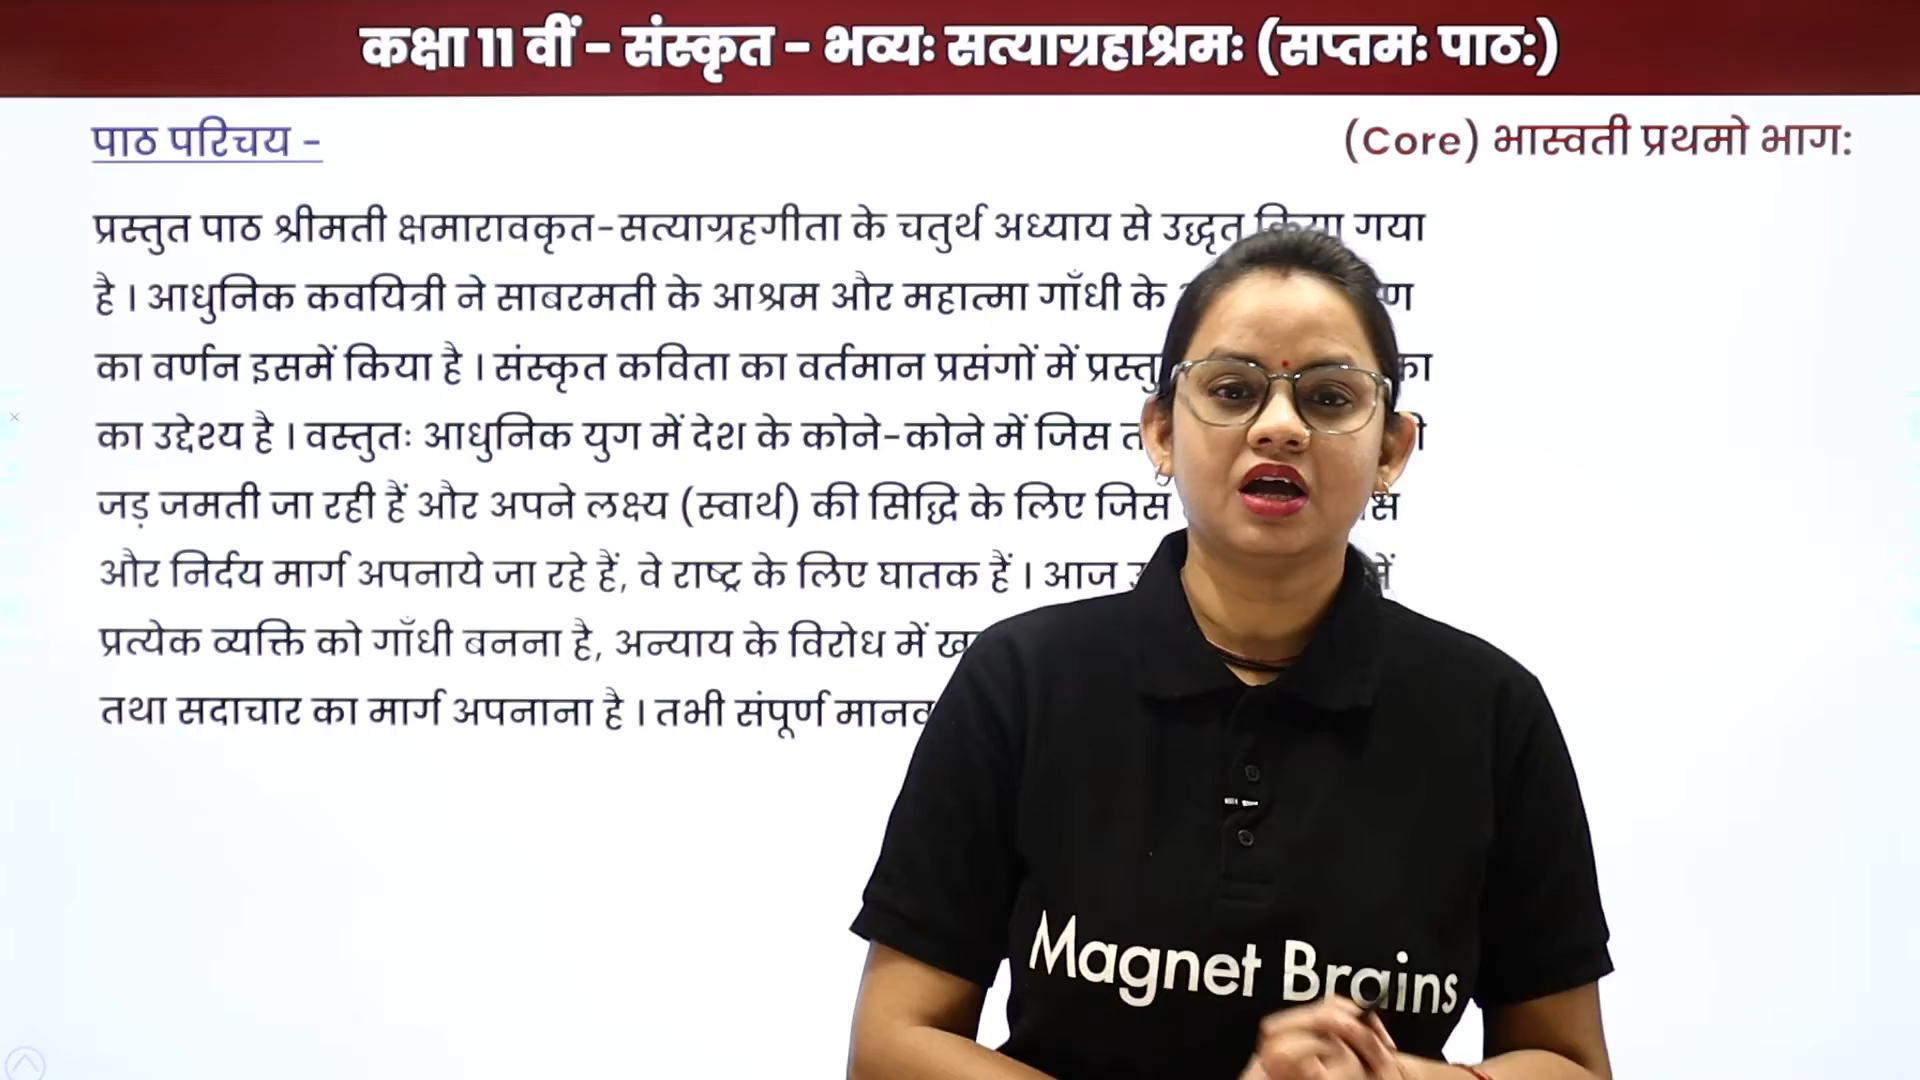 कक्षा 11 वीं - संस्कृत - भव्यः सत्याग्रहाश्रमः (सप्तमः पाठः)
पाठ परिचय -
(Core) भास्वती प्रथमो भागः
प्रस्तुत पाठ श्रीमती क्षमारावकृत-सत्याग्रहगीता के चतुर्थ अध्याय से उद्धृत किया गया
है । आधुनिक कवयित्री ने साबरमती के आश्रम और महात्मा गाँधी के
का वर्णन इसमें किया है । संस्कृत कविता का वर्तमान प्रसंगों में
का उद्देश्य है । वस्तुतः आधुनिक युग में देश के कोने-कोने में जिस
जड़ जमती जा रही हैं और अपने लक्ष्य (स्वार्थ) की सिद्धि के लिए जिस
और निर्दय मार्ग अपनाये जा रहे हैं, वे राष्ट्र के लिए घातक हैं । आज
प्रत्येक व्यक्ति को गाँधी बनना है, अन्याय के विरोध में
तथा सदाचार का मार्ग अपनाना है । तभी संपूर्ण
Magnet Brains